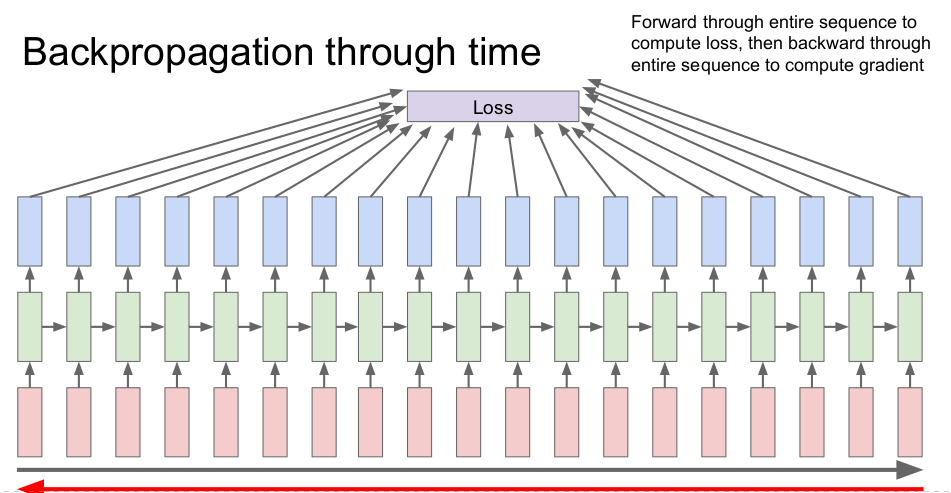 Backpropagation through time
Forward through entire sequence to
compute loss, then backward through
entire sequence to compute gradient
Loss